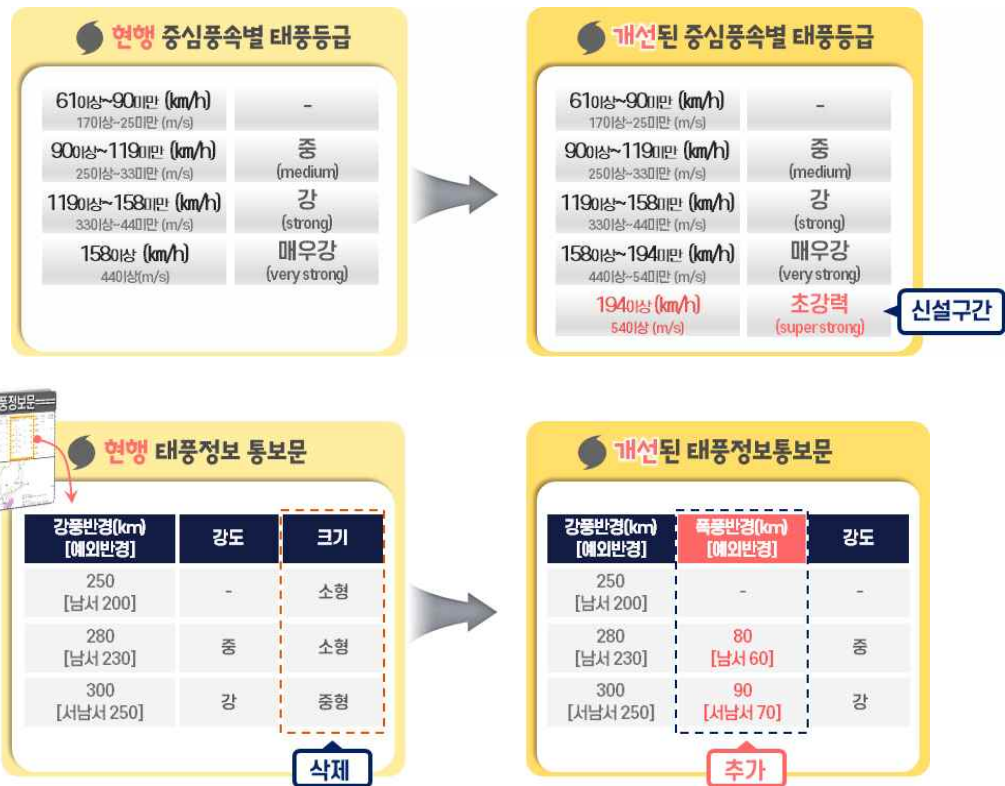 현행 중심풍속별 태풍등급
61이상~90미만 (km/h)
17이상~25미만 (m/s)
-
90이상~119미만 (km/h)
25이상~33미만 (m/s)
중
(medium)
119이상~158미만 (km/h)
33이상~44미만 (m/s)
강
(strong)
158이상 (km/h)
44이상(m/s)
매우강
(very strong)
개선된 중심풍속별 태풍등급
61이상~90미만 (km/h)
17이상~25미만 (m/s)
-
90이상~119미만 (km/h)
25이상~33미만 (m/s)
중
(medium)
119이상~158미만 (km/h)
33이상~44미만 (m/s)
강
(strong)
158이상~194미만 (km/h)
44이상~54미만 (m/s)
매우강
(very strong)
194이상 (km/h)
54이상 (m/s)
초강력
(super strong)
신설구간
풍정보문
현행 태풍정보 통보문
강풍반경(km)
[예외반경]
강도
크기
250
[남서 200]
-
소형
280
[남서 230]
중
소형
300
[서남서 250]
강
중형
삭제
개선된 태풍정보통보문
강풍반경(km)
[예외반경]
폭풍반경(km)
[예외반경]
강도
250
[남서 200]
-
-
280
[남서 230]
80
[남서 60]
중
300
[서남서 250]
90
[서남서 70]
강
추가